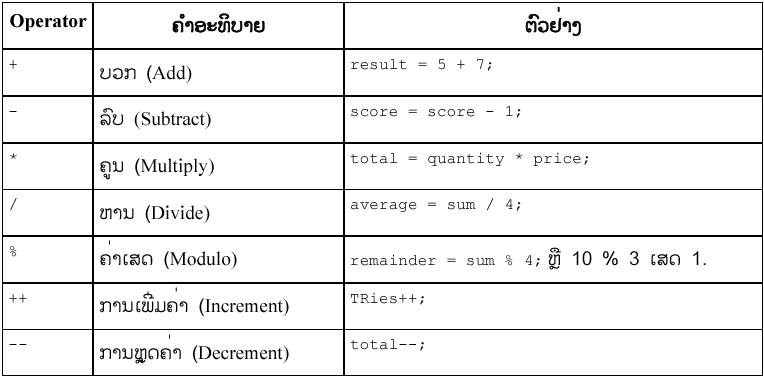 Operator ຄຳອະທິບາຍ ຕົວຢ່າງ
+ ບວກ (Add) result = 5 + 7;
- ລົບ (Subtract) score = score - 1;
* ຄູນ (Multiply) total = quantity * price;
/ ຫານ (Divide) average = sum / 4;
% ຄ່າເສດ (Modulo) remainder = sum % 4; ຫຼື 10 % 3 ເສດ 1.
++ ການເພີ່ມຄ່າ (Increment) TRies++;
-- ການຫຼຸດຄ່າ (Decrement) total--;